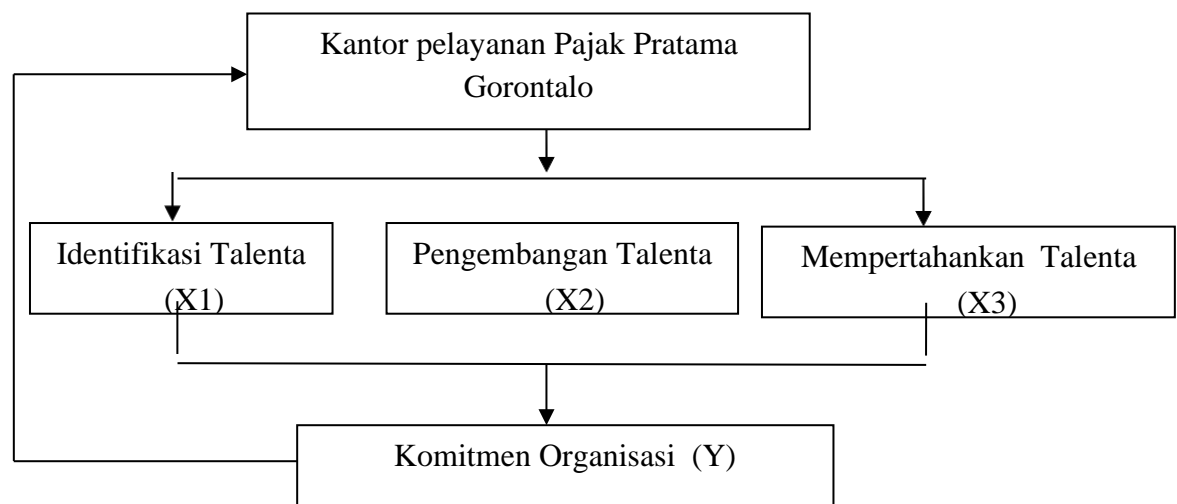 Kantor pelayanan Pajak Pratama
Gorontalo
Identifikasi Talenta
(X1)
Pengembangan Talenta
(X2)
Mempertahankan Talenta
(X3)
Komitmen Organisasi (Y)